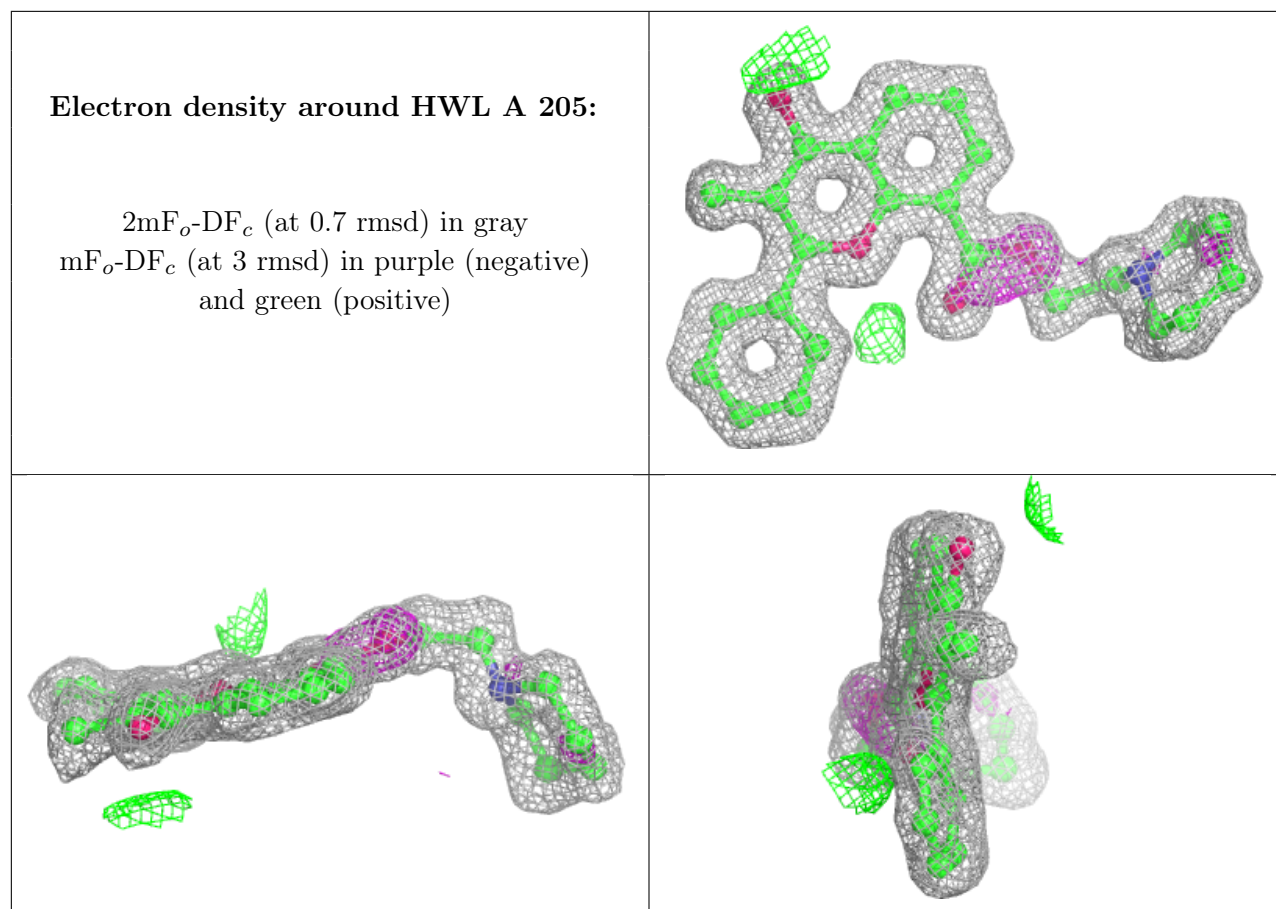 Electron density around HWL A 205:
2mFo-DFc (at 0.7 rmsd) in gray
mFo-DFc (at 3 rmsd) in purple (negative)
and green (positive)